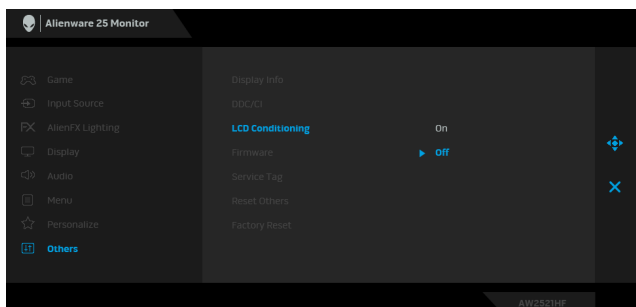 Alienware 25 Monitor
Game
Input Source
AlienFX Lighting
Display
Audio
Menu
Personalize
Others
Display Info
DDC/CI
LCD Conditioning
On
Firmware
Off
Service Tag
Reset Others
Factory Reset
AW2521HF